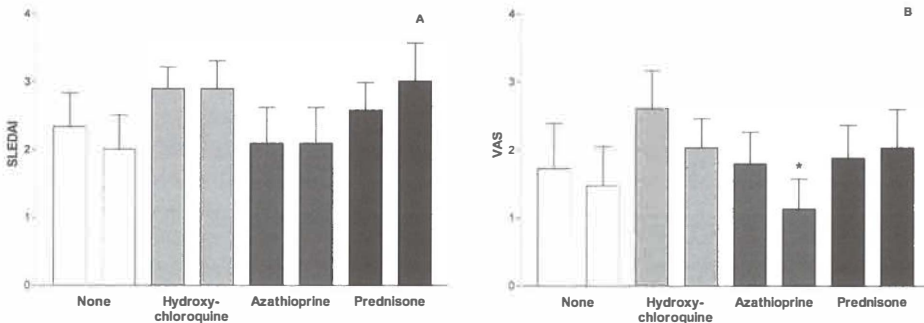 A
4
3
2
1
0
SLEDAI
None
Hydroxy-
chloroquine
Azathioprine
Prednisone
B
4
3
2
1
0
VAS
*
None
Hydroxy-
chloroquine
Azathioprine
Prednisone